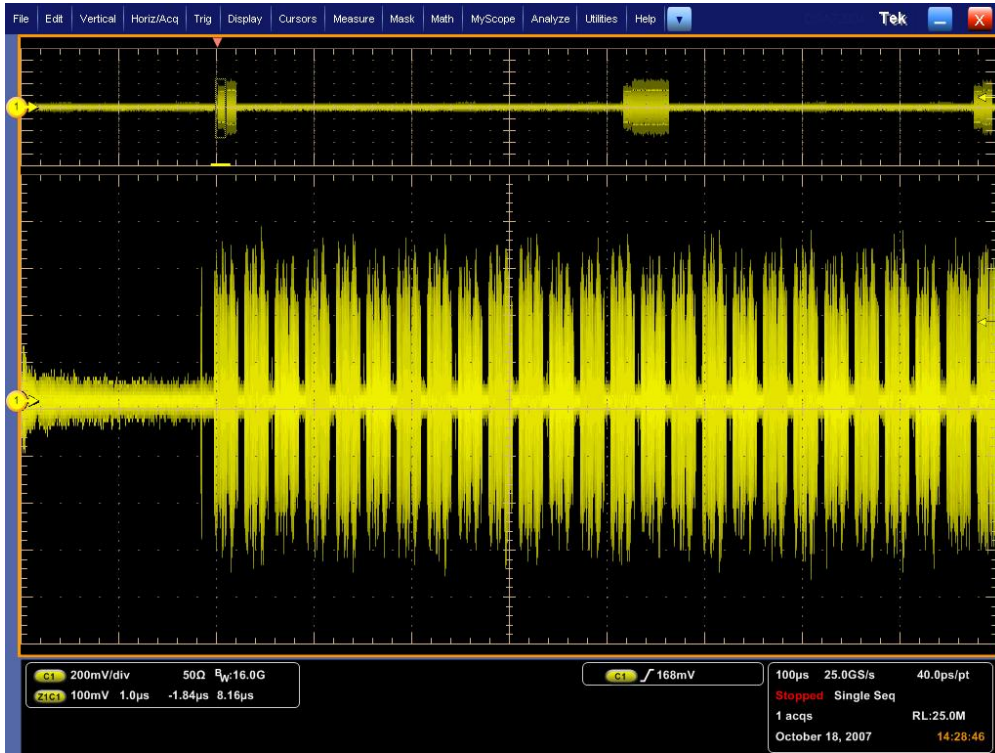 File Edit Vertical Horiz/Acq Trig Display Cursors Measure Mask Math MyScope Analyze Utilities Help Tek X
1
1
C1 200mV/div 50Ω BW:16.0G
Z1C1 100mV 1.0µs -1.84µs 8.16µs
C1 168mV
100µs 25.0GS/s 40.0ps/pt
Stopped Single Seq
1 acqs RL:25.0M
October 18, 2007 14:28:46